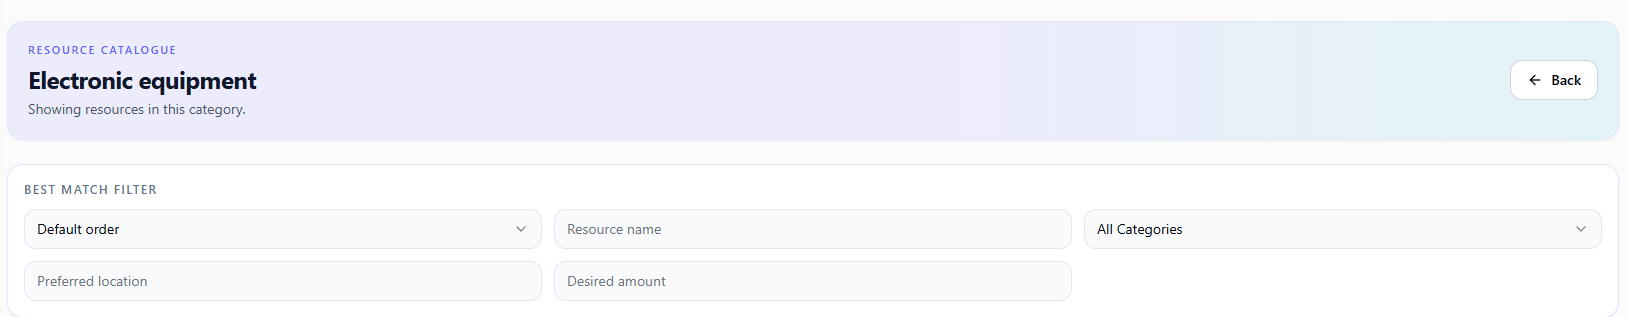 RESOURCE CATALOGUE
Electronic equipment
Showing resources in this category.
Back
BEST MATCH FILTER
Default order
Resource name
All Categories
Preferred location
Desired amount